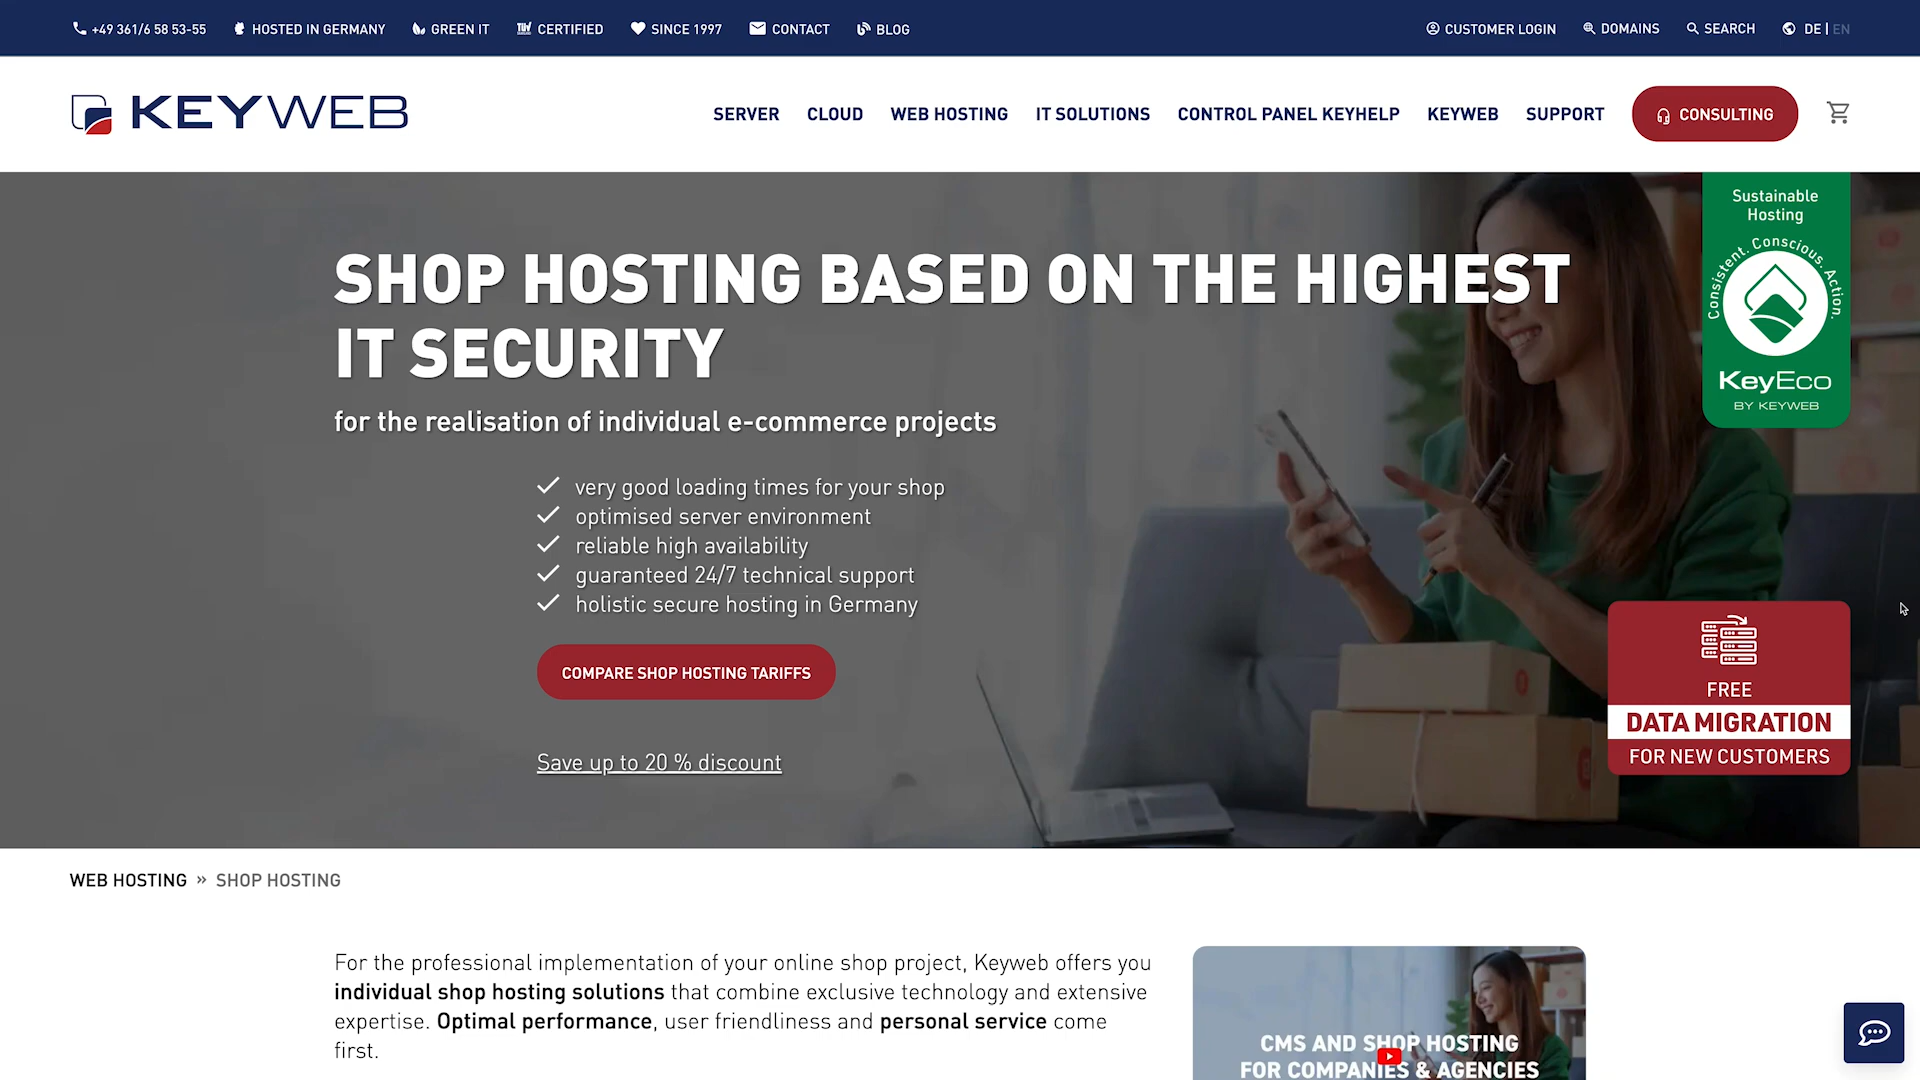 +49 361/6 58 53-55
HOSTED IN GERMANY
GREEN IT
CERTIFIED
SINCE 1997
CONTACT
BLOG
CUSTOMER LOGIN
DOMAINS
SEARCH
DE | EN
KEYWEB
SERVER
CLOUD
WEB HOSTING
IT SOLUTIONS
CONTROL PANEL KEYHELP
KEYWEB
SUPPORT
CONSULTING
Sustainable
Hosting
Consistent. Conscious. Action.
KeyEco
BY KEYWEB
SHOP HOSTING BASED ON THE HIGHEST
IT SECURITY
for the realisation of individual e-commerce projects
very good loading times for your shop
optimised server environment
reliable high availability
guaranteed 24/7 technical support
holistic secure hosting in Germany
COMPARE SHOP HOSTING TARIFFS
Save up to 20 % discount
FREE
DATA MIGRATION
FOR NEW CUSTOMERS
WEB HOSTING » SHOP HOSTING
For the professional implementation of your online shop project, Keyweb offers you
individual shop hosting solutions that combine exclusive technology and extensive
expertise. Optimal performance, user friendliness and personal service come
first.
CMS AND SHOP HOSTING
FOR COMPANIES & AGENCIES